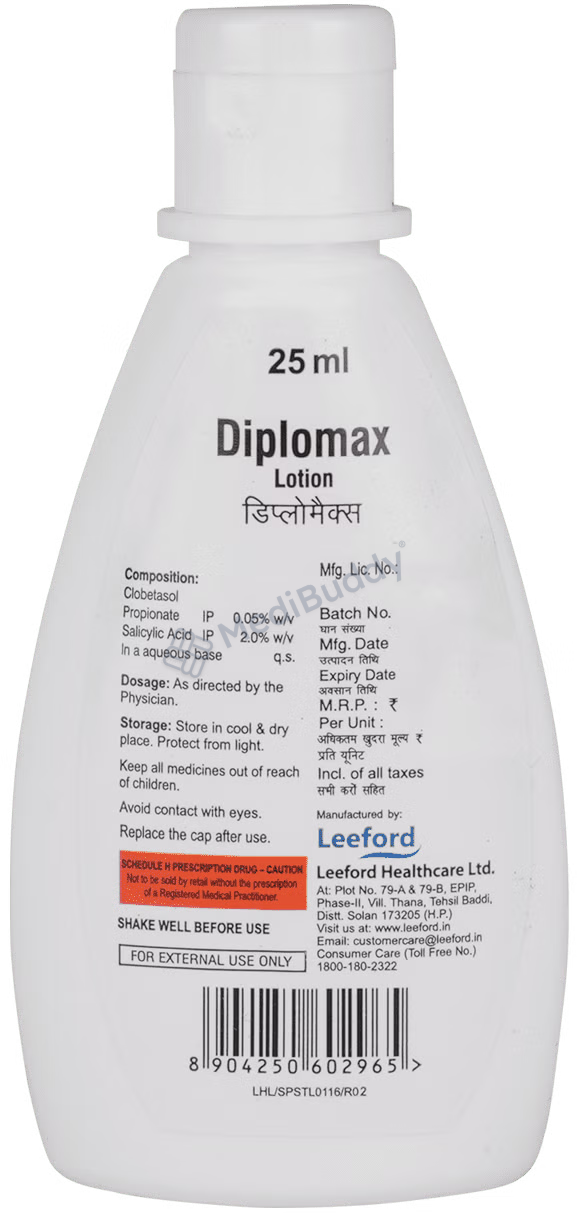 25 ml
Diplomax
Lotion
डिप्लोमैक्स
Composition:
Clobetasol
Propionate IP 0.05% w/v
Salicylic Acid IP 2.0% w/v
In a aqueous base q.s.
Dosage: As directed by the
Physician.
Storage: Store in cool & dry
place. Protect from light.
Keep all medicines out of reach
of children.
Avoid contact with eyes.
Replace the cap after use.
SCHEDULE H PRESCRIPTION DRUG – CAUTION
Not to be sold by retail without the prescription
of a Registered Medical Practitioner.
SHAKE WELL BEFORE USE
FOR EXTERNAL USE ONLY
Mfg. Lic. No.:
Batch No.
घान संख्या
Mfg. Date
उत्पादन तिथि
Expiry Date
अवसान तिथि
M.R.P. : ₹
Per Unit :
अधिकतम खुदरा मूल्य ₹
प्रति यूनिट
Incl. of all taxes
सभी करों सहित
Manufactured by:
Leeford
Leeford Healthcare Ltd.
At: Plot No. 79-A & 79-B, EPIP,
Phase-II, Vill. Thana, Tehsil Baddi,
Distt. Solan 173205 (H.P.)
Visit us at: www.leeford.in
Email: customercare@leeford.in
Consumer Care (Toll Free No.)
1800-180-2322
8 904250 602965 >
LHL/SPSTL0116/R02
MediBuddy